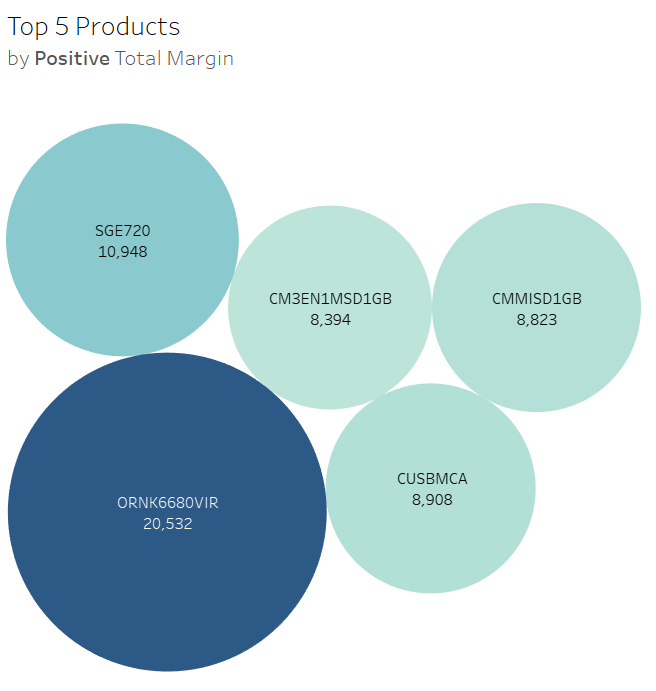 Top 5 Products
by Positive Total Margin
SGE720
10,948
CM3EN1MSD1GB
8,394
CMMISD1GB
8,823
CUSBMCA
8,908
ORNK6680VIR
20,532